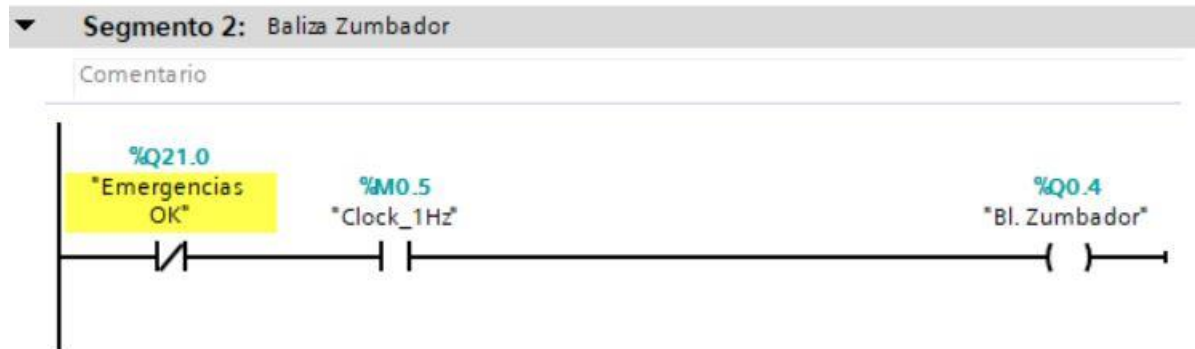 Segmento 2: Baliza Zumbador
Comentario
%Q21.0
"Emergencias
OK"
%M0.5
"Clock_1Hz"
%Q0.4
"Bl. Zumbador"